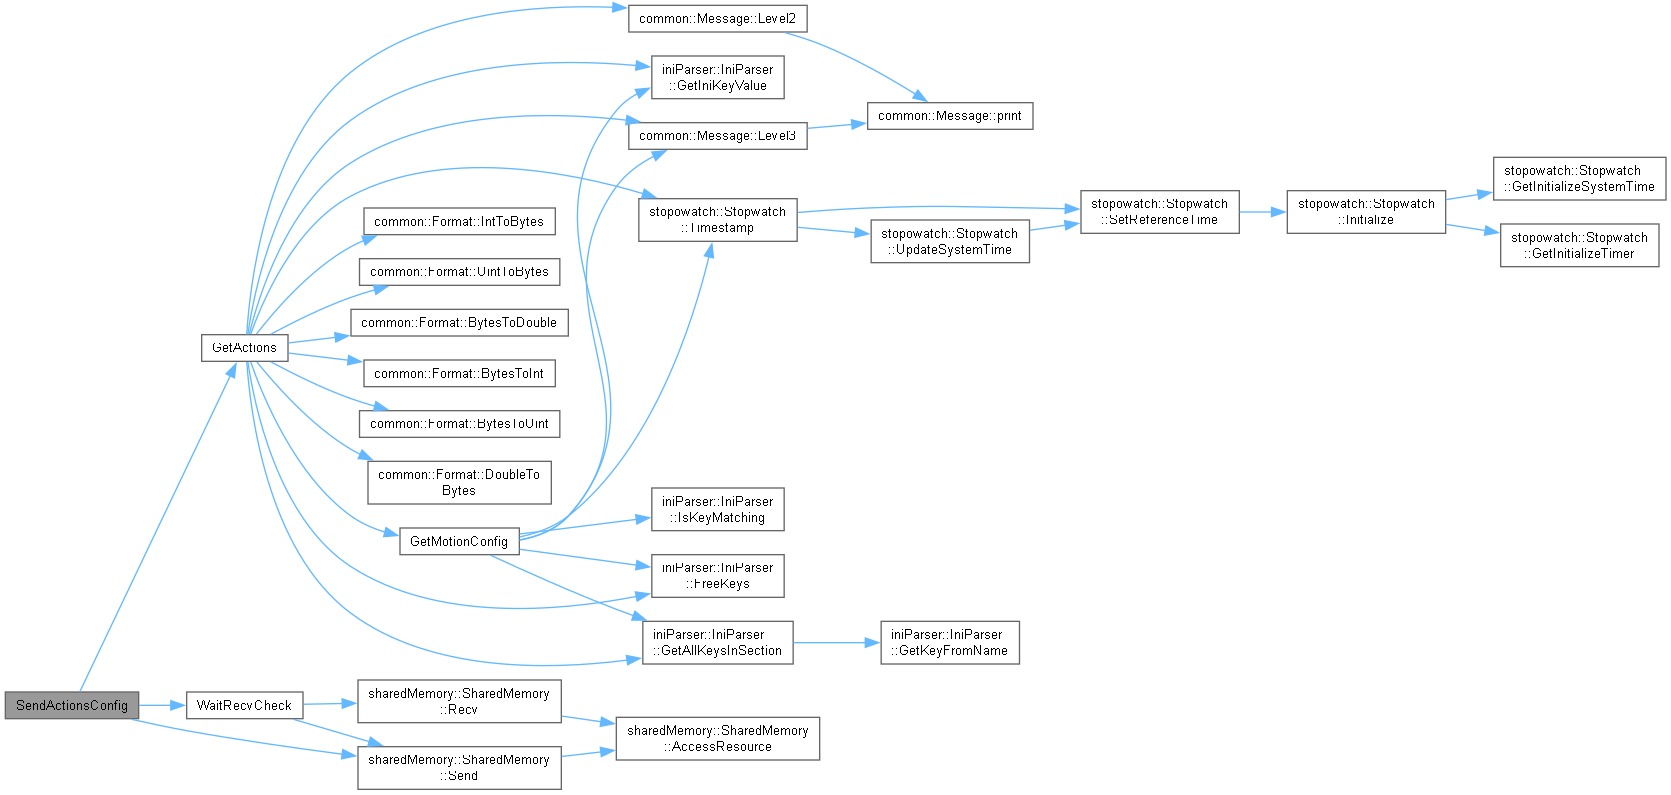 common::Message::Level2
iniParser::IniParser
::GetIniKeyValue
common::Message::print
common::Message::Level3
stopowatch::Stopwatch
::GetInitializeSystemTime
stopowatch::Stopwatch
::Timestamp
stopowatch::Stopwatch
::SetReferenceTime
stopowatch::Stopwatch
::Initialize
common::Format::IntToBytes
stopowatch::Stopwatch
::UpdateSystemTime
stopowatch::Stopwatch
::GetInitializeTimer
common::Format::UintToBytes
common::Format::BytesToDouble
GetActions
common::Format::BytesToInt
common::Format::BytesToUint
common::Format::DoubleTo
Bytes
iniParser::IniParser
::IsKeyMatching
GetMotionConfig
iniParser::IniParser
::FreeKeys
iniParser::IniParser
::GetAllKeysInSection
iniParser::IniParser
::GetKeyFromName
SendActionsConfig
WaitRecvCheck
sharedMemory::SharedMemory
::Recv
sharedMemory::SharedMemory
::AccessResource
sharedMemory::SharedMemory
::Send